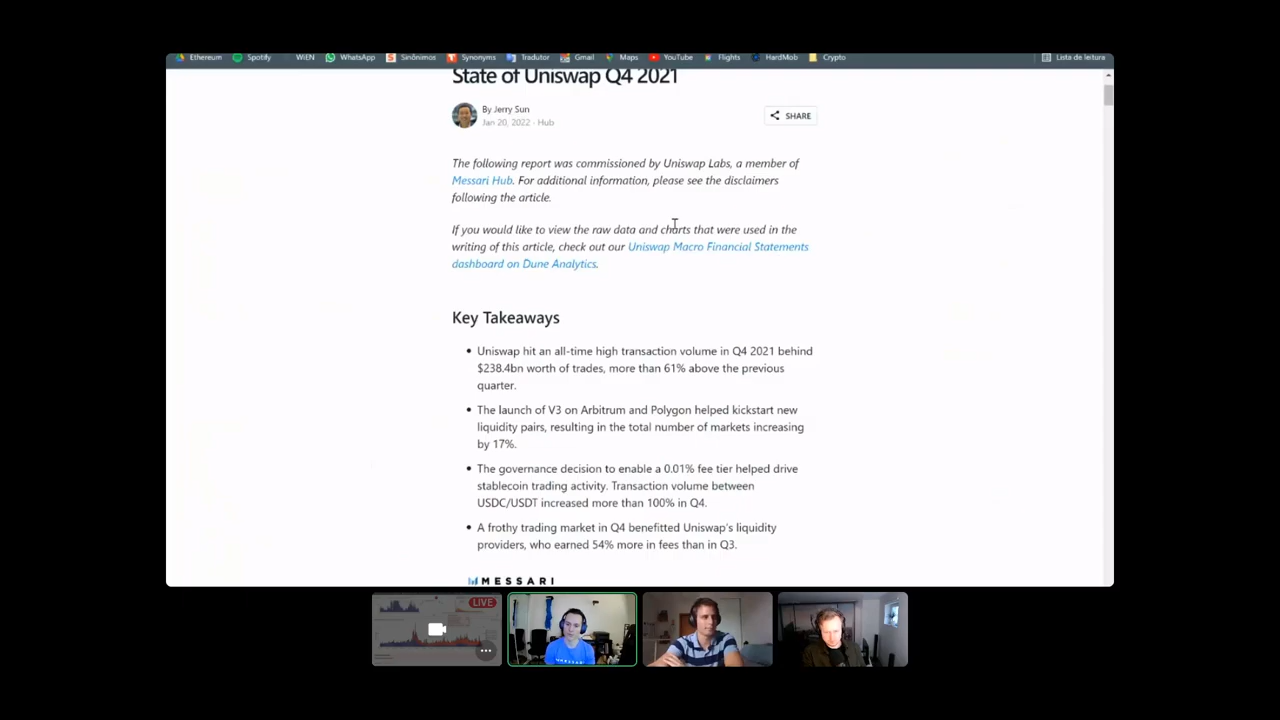 Ethereum Spotify WiEN WhatsApp Sinônimos Synonyms Tradutor Gmail Maps YouTube Flights HardMob Crypto Lista de leitura
State of Uniswap Q4 2021
By Jerry Sun
Jan 20, 2022 · Hub
SHARE
The following report was commissioned by Uniswap Labs, a member of
Messari Hub. For additional information, please see the disclaimers
following the article.
If you would like to view the raw data and charts that were used in the
writing of this article, check out our Uniswap Macro Financial Statements
dashboard on Dune Analytics.
Key Takeaways
Uniswap hit an all-time high transaction volume in Q4 2021 behind
$238.4bn worth of trades, more than 61% above the previous
quarter.
The launch of V3 on Arbitrum and Polygon helped kickstart new
liquidity pairs, resulting in the total number of markets increasing
by 17%.
The governance decision to enable a 0.01% fee tier helped drive
stablecoin trading activity. Transaction volume between
USDC/USDT increased more than 100% in Q4.
A frothy trading market in Q4 benefitted Uniswap's liquidity
providers, who earned 54% more in fees than in Q3.
MESSARI
LIVE